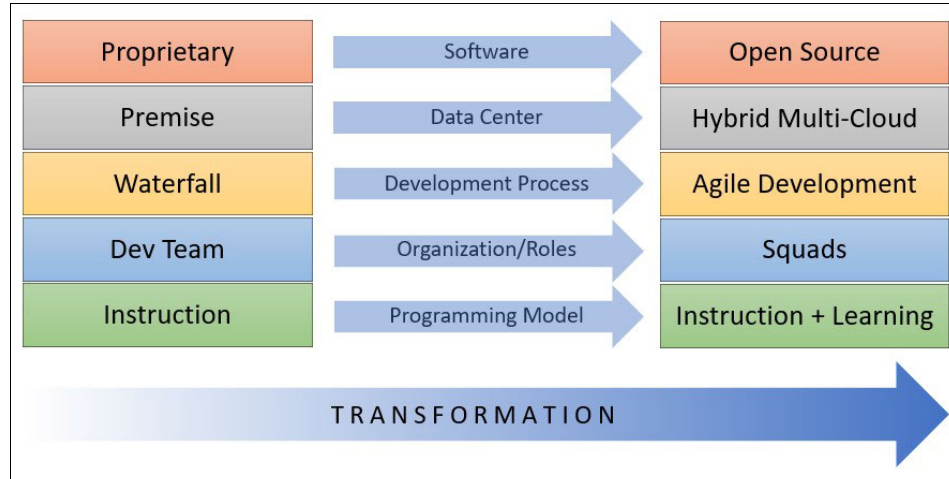 Proprietary Software Open Source
Premise Data Center Hybrid Multi-Cloud
Waterfall Development Process Agile Development
Dev Team Organization/Roles Squads
Instruction Programming Model Instruction + Learning
TRANSFORMATION